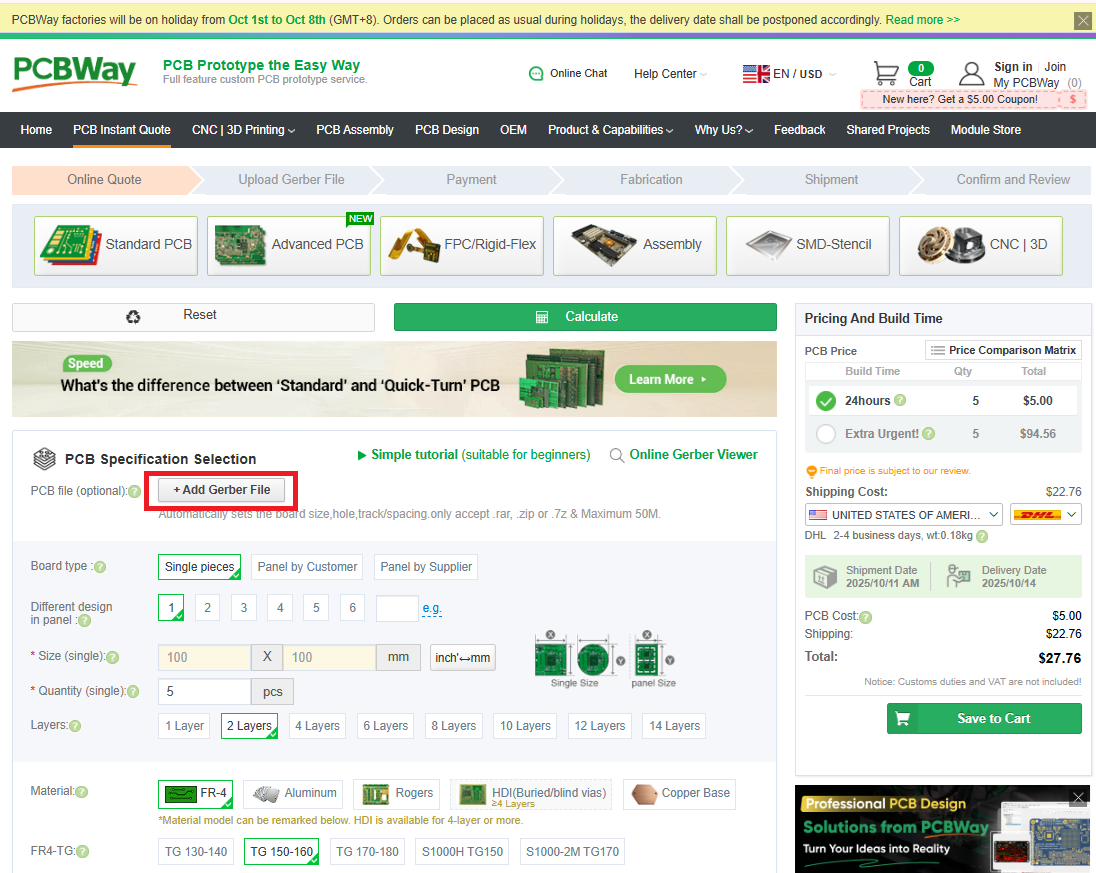 PCBWay factories will be on holiday from Oct 1st to Oct 8th (GMT+8). Orders can be placed as usual during holidays, the delivery date shall be postponed accordingly. Read more >>
PCBWay
PCB Prototype the Easy Way
Full feature custom PCB prototype service.
Online Chat
Help Center
EN / USD
0
Cart
Sign in | Join
My PCBWay (0)
New here? Get a $5.00 Coupon! $
Home PCB Instant Quote CNC | 3D Printing PCB Assembly PCB Design OEM Product & Capabilities Why Us? Feedback Shared Projects Module Store
Online Quote Upload Gerber File Payment Fabrication Shipment Confirm and Review
Standard PCB
NEW
Advanced PCB
FPC/Rigid-Flex
Assembly
SMD-Stencil
CNC | 3D
Reset
Calculate
Speed
What's the difference between 'Standard' and 'Quick-Turn' PCB
Learn More
PCB Specification Selection
Simple tutorial (suitable for beginners)
Online Gerber Viewer
PCB file (optional):
+ Add Gerber File
Automatically sets the board size,hole,track/spacing.only accept .rar, .zip or .7z & Maximum 50M.
Board type : Single pieces Panel by Customer Panel by Supplier
Different design
in panel :
1 2 3 4 5 6 e.g.
* Size (single): 100 X 100 mm inch'↔mm
X X
Y Y
Single Size panel Size
* Quantity (single): 5 pcs
Layers: 1 Layer 2 Layers 4 Layers 6 Layers 8 Layers 10 Layers 12 Layers 14 Layers
Material: FR-4 Aluminum Rogers HDI(Buried/blind vias) Copper Base
≥4 Layers
*Material model can be remarked below. HDI is available for 4-layer or more.
FR4-TG: TG 130-140 TG 150-160 TG 170-180 S1000H TG150 S1000-2M TG170
Pricing And Build Time
PCB Price
Price Comparison Matrix
Build Time Qty Total
24hours 5 $5.00
Extra Urgent! 5 $94.56
Final price is subject to our review.
Shipping Cost: $22.76
UNITED STATES OF AMERI... DHL
DHL 2-4 business days, wt:0.18kg
Shipment Date
2025/10/11 AM
Delivery Date
2025/10/14
PCB Cost: $5.00
Shipping: $22.76
Total: $27.76
Notice: Customs duties and VAT are not included!
Save to Cart
Professional PCB Design
Solutions from PCBWay
Turn Your Ideas into Reality